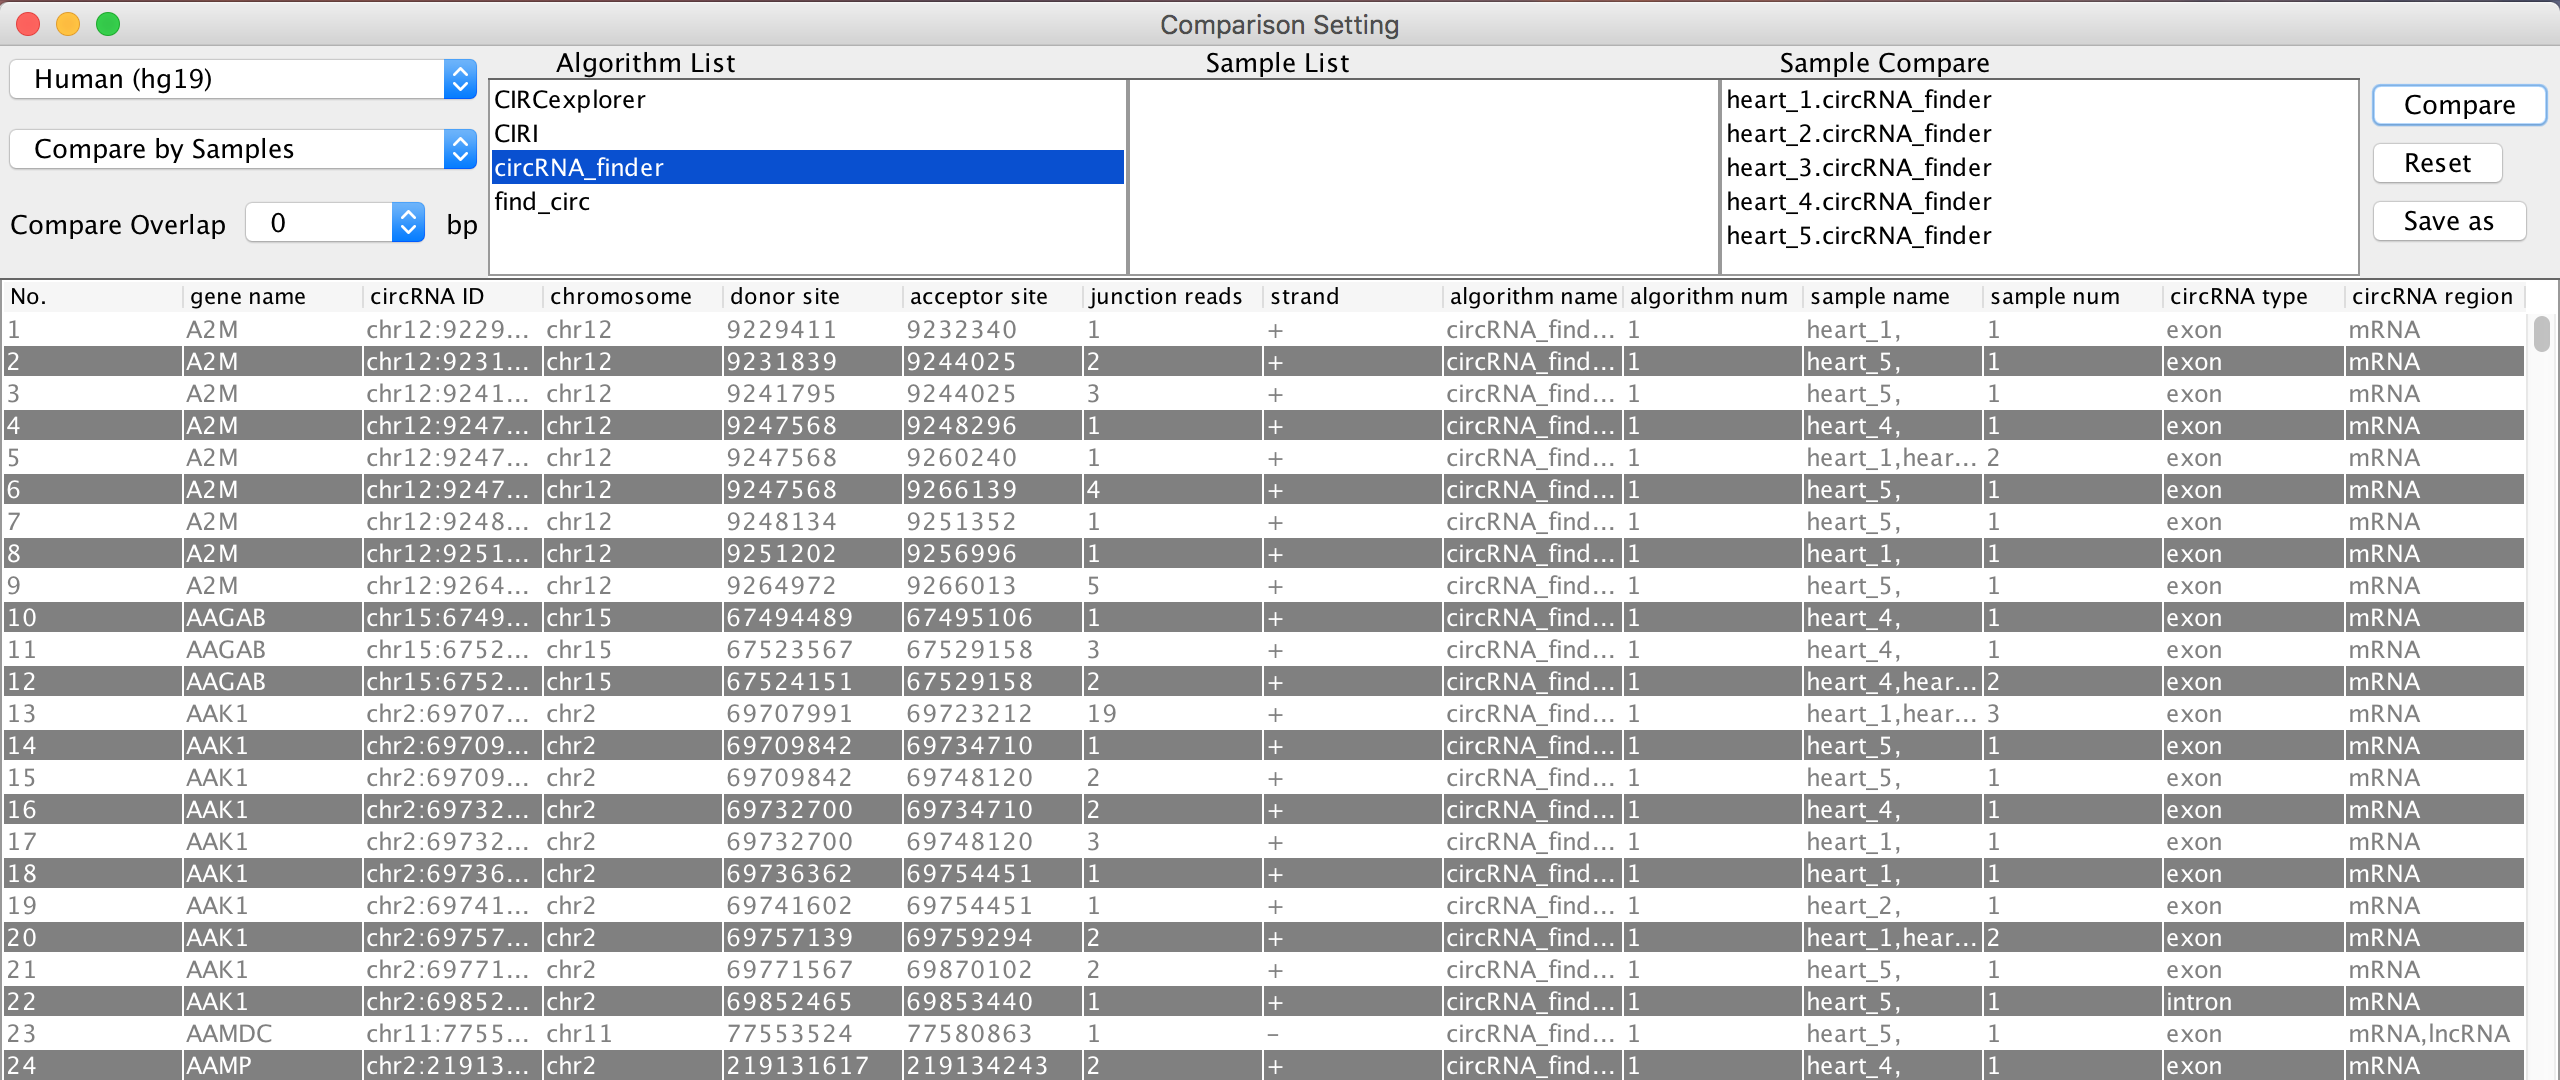 Comparison Setting
Human (hg19)
Compare by Samples
Compare Overlap 0 bp
Algorithm List
CIRCexplorer
CIRI
circRNA_finder
find_circ
Sample List
Sample Compare
heart_1.circRNA_finder
heart_2.circRNA_finder
heart_3.circRNA_finder
heart_4.circRNA_finder
heart_5.circRNA_finder
Compare
Reset
Save as
No. gene name circRNA ID chromosome donor site acceptor site junction reads strand algorithm name algorithm num sample name sample num circRNA type circRNA region
1 A2M chr12:9229... chr12 9229411 9232340 1 + circRNA_find... 1 heart_1, 1 exon mRNA
2 A2M chr12:9231... chr12 9231839 9244025 2 + circRNA_find... 1 heart_5, 1 exon mRNA
3 A2M chr12:9241... chr12 9241795 9244025 3 + circRNA_find... 1 heart_5, 1 exon mRNA
4 A2M chr12:9247... chr12 9247568 9248296 1 + circRNA_find... 1 heart_4, 1 exon mRNA
5 A2M chr12:9247... chr12 9247568 9260240 1 + circRNA_find... 1 heart_1,hear... 2 exon mRNA
6 A2M chr12:9247... chr12 9247568 9266139 4 + circRNA_find... 1 heart_5, 1 exon mRNA
7 A2M chr12:9248... chr12 9248134 9251352 1 + circRNA_find... 1 heart_5, 1 exon mRNA
8 A2M chr12:9251... chr12 9251202 9256996 1 + circRNA_find... 1 heart_1, 1 exon mRNA
9 A2M chr12:9264... chr12 9264972 9266013 5 + circRNA_find... 1 heart_5, 1 exon mRNA
10 AAGAB chr15:6749... chr15 67494489 67495106 1 + circRNA_find... 1 heart_4, 1 exon mRNA
11 AAGAB chr15:6752... chr15 67523567 67529158 3 + circRNA_find... 1 heart_4, 1 exon mRNA
12 AAGAB chr15:6752... chr15 67524151 67529158 2 + circRNA_find... 1 heart_4,hear... 2 exon mRNA
13 AAK1 chr2:69707... chr2 69707991 69723212 19 + circRNA_find... 1 heart_1,hear... 3 exon mRNA
14 AAK1 chr2:69709... chr2 69709842 69734710 1 + circRNA_find... 1 heart_5, 1 exon mRNA
15 AAK1 chr2:69709... chr2 69709842 69748120 2 + circRNA_find... 1 heart_5, 1 exon mRNA
16 AAK1 chr2:69732... chr2 69732700 69734710 2 + circRNA_find... 1 heart_4, 1 exon mRNA
17 AAK1 chr2:69732... chr2 69732700 69748120 3 + circRNA_find... 1 heart_1, 1 exon mRNA
18 AAK1 chr2:69736... chr2 69736362 69754451 1 + circRNA_find... 1 heart_1, 1 exon mRNA
19 AAK1 chr2:69741... chr2 69741602 69754451 1 + circRNA_find... 1 heart_2, 1 exon mRNA
20 AAK1 chr2:69757... chr2 69757139 69759294 2 + circRNA_find... 1 heart_1,hear... 2 exon mRNA
21 AAK1 chr2:69771... chr2 69771567 69870102 2 + circRNA_find... 1 heart_5, 1 exon mRNA
22 AAK1 chr2:69852... chr2 69852465 69853440 1 + circRNA_find... 1 heart_5, 1 intron mRNA
23 AAMDC chr11:7755... chr11 77553524 77580863 1 - circRNA_find... 1 heart_5, 1 exon mRNA,lncRNA
24 AAMP chr2:21913... chr2 219131617 219134243 2 + circRNA_find... 1 heart_4, 1 exon mRNA